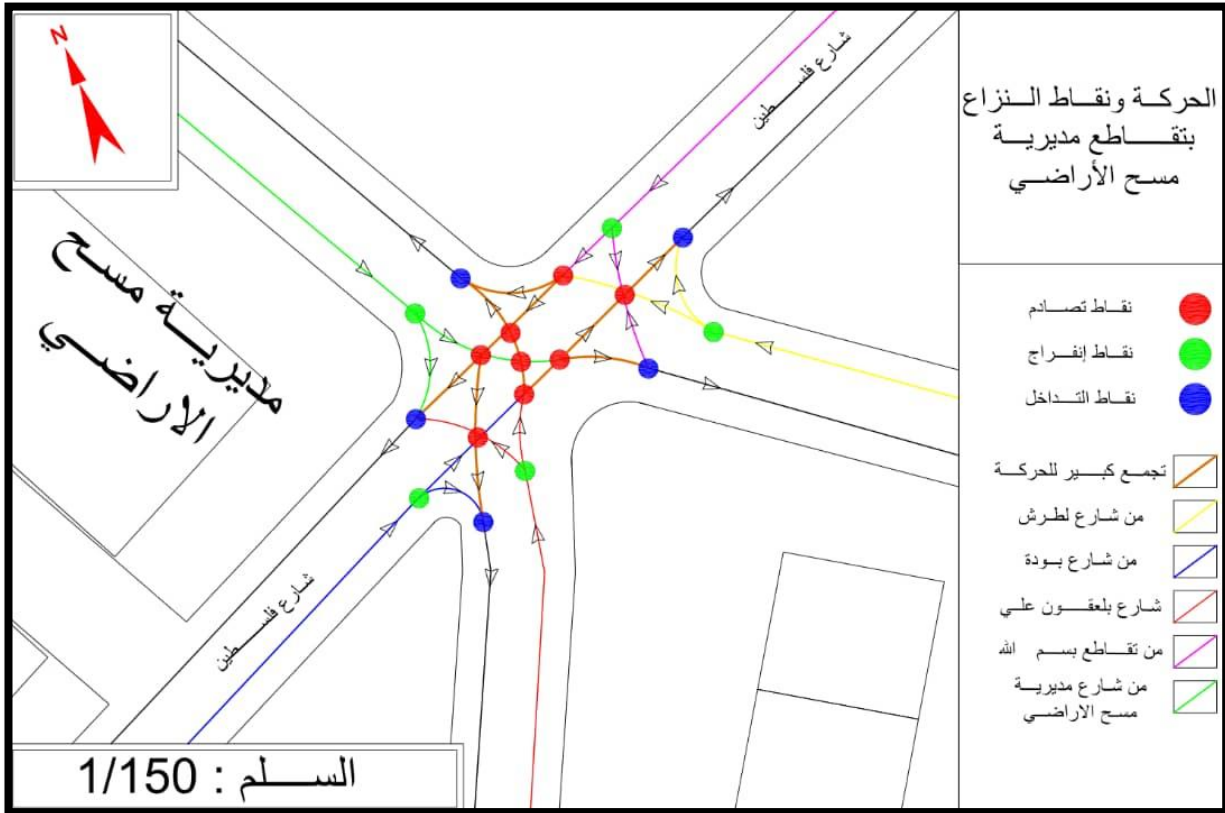 N
شارع فلسطين
الحركة ونقاط النزاع
بتقاطع مديرية
مسح الأراضي
مديرية مسح
الاراضي
نقاط تصادم
نقاط إنفراج
نقاط التداخل
تجمع كبير للحركة
من شارع لطرش
من شارع بودة
شارع بلعقون علي
من تقاطع بسم الله
من شارع مديرية
مسح الاراضي
شارع فلسطين
السلم : 1/150